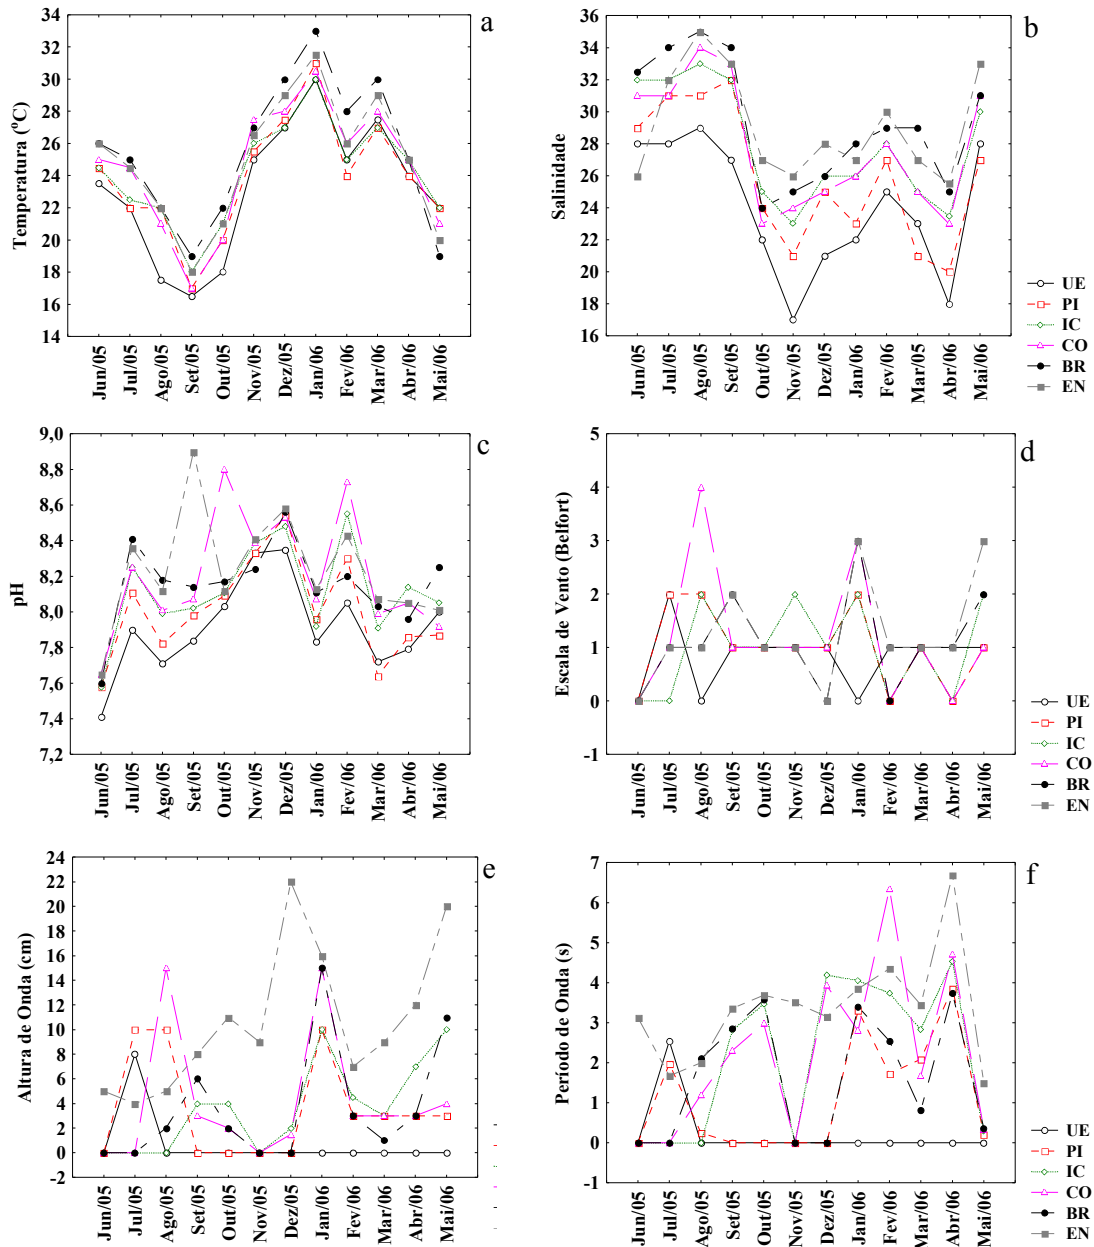 a
Temperatura (ºC)
34
32
30
28
26
24
22
20
18
16
14
Jun/05
Jul/05
Ago/05
Set/05
Out/05
Nov/05
Dez/05
Jan/06
Fev/06
Mar/06
Abr/06
Mai/06
b
Salinidade
36
34
32
30
28
26
24
22
20
18
16
Jun/05
Jul/05
Ago/05
Set/05
Out/05
Nov/05
Dez/05
Jan/06
Fev/06
Mar/05
Abr/06
Mai/06
UE
PI
IC
CO
BR
EN
c
pH
9,0
8,8
8,6
8,4
8,2
8,0
7,8
7,6
7,4
7,2
Jun/05
Jul/05
Ago/05
Set/05
Out/05
Nov/05
Dez/05
Jan/06
Fev/06
Mar/06
Abr/06
Mai/06
d
Escala de Vento (Belfort)
5
4
3
2
1
0
-1
Jun/05
Jul/05
Ago/05
Set/05
Out/05
Nov/05
Dez/05
Jan/06
Fev/06
Mar/06
Abr/06
Mai/06
UE
PI
IC
CO
BR
EN
e
Altura de Onda (cm)
24
22
20
18
16
14
12
10
8
6
4
2
0
-2
Jun/05
Jul/05
Ago/05
Set/05
Out/05
Nov/05
Dez/05
Jan/06
Fev/06
Mar/06
Abr/06
Mai/06
f
Periodo de Onda (s)
7
6
5
4
3
2
1
0
-1
Jun/05
Jul/05
Ago/05
Set/05
Out/05
Nov/05
Dez/05
Jan/06
Fev/06
Mar/06
Abr/06
Mai/06
UE
PI
IC
CO
BR
EN